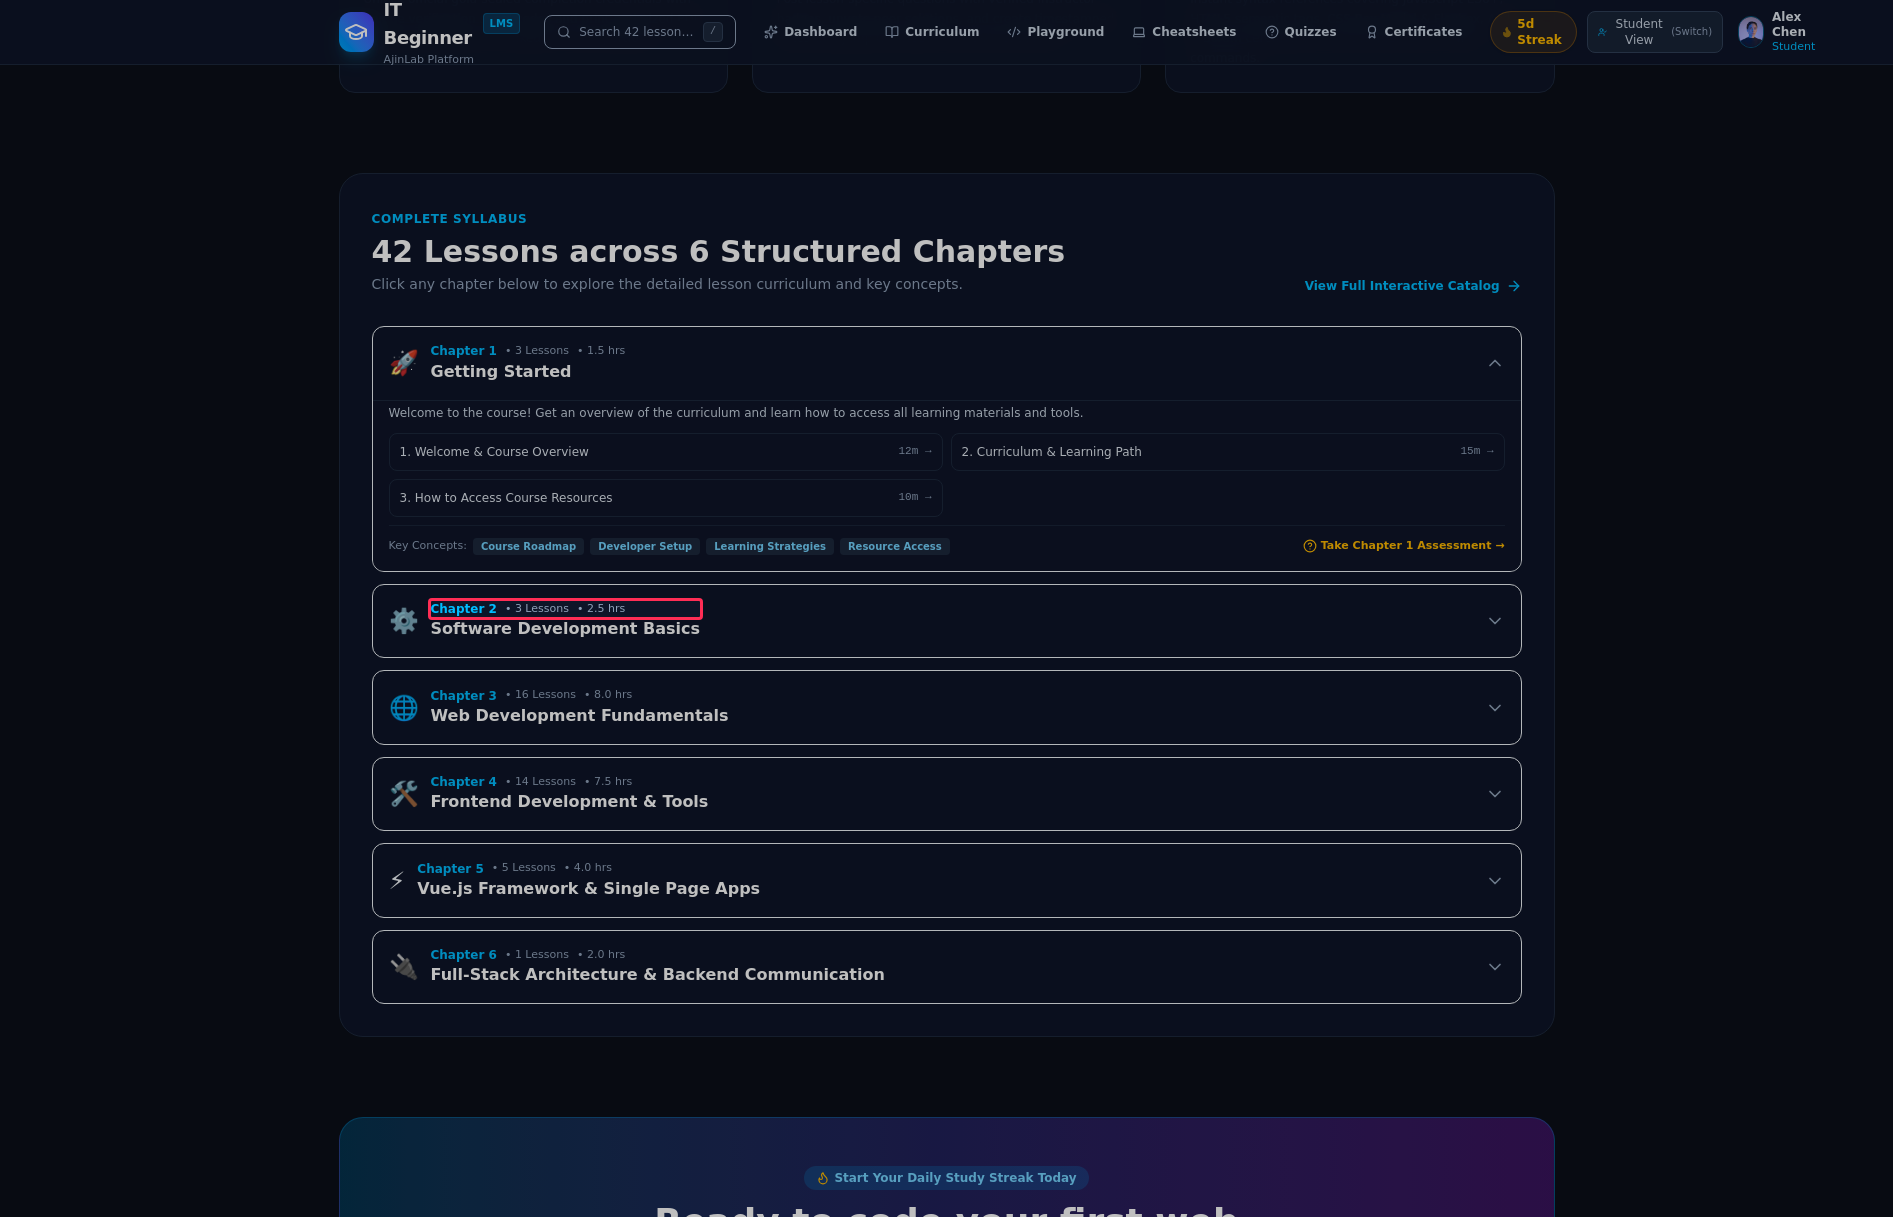 IT
Beginner
LMS
AjinLab Platform
Search 42 lesson...
/
Dashboard
Curriculum
Playground
Cheatsheets
Quizzes
Certificates
5d
Streak
Student
View
(Switch)
Alex
Chen
Student
COMPLETE SYLLABUS
42 Lessons across 6 Structured Chapters
Click any chapter below to explore the detailed lesson curriculum and key concepts.
View Full Interactive Catalog →
Chapter 1 • 3 Lessons • 1.5 hrs
Getting Started
Welcome to the course! Get an overview of the curriculum and learn how to access all learning materials and tools.
1. Welcome & Course Overview 12m →
2. Curriculum & Learning Path 15m →
3. How to Access Course Resources 10m →
Key Concepts: Course Roadmap Developer Setup Learning Strategies Resource Access
Take Chapter 1 Assessment →
Chapter 2 • 3 Lessons • 2.5 hrs
Software Development Basics
Chapter 3 • 16 Lessons • 8.0 hrs
Web Development Fundamentals
Chapter 4 • 14 Lessons • 7.5 hrs
Frontend Development & Tools
Chapter 5 • 5 Lessons • 4.0 hrs
Vue.js Framework & Single Page Apps
Chapter 6 • 1 Lessons • 2.0 hrs
Full-Stack Architecture & Backend Communication
Start Your Daily Study Streak Today
Ready to code your first web